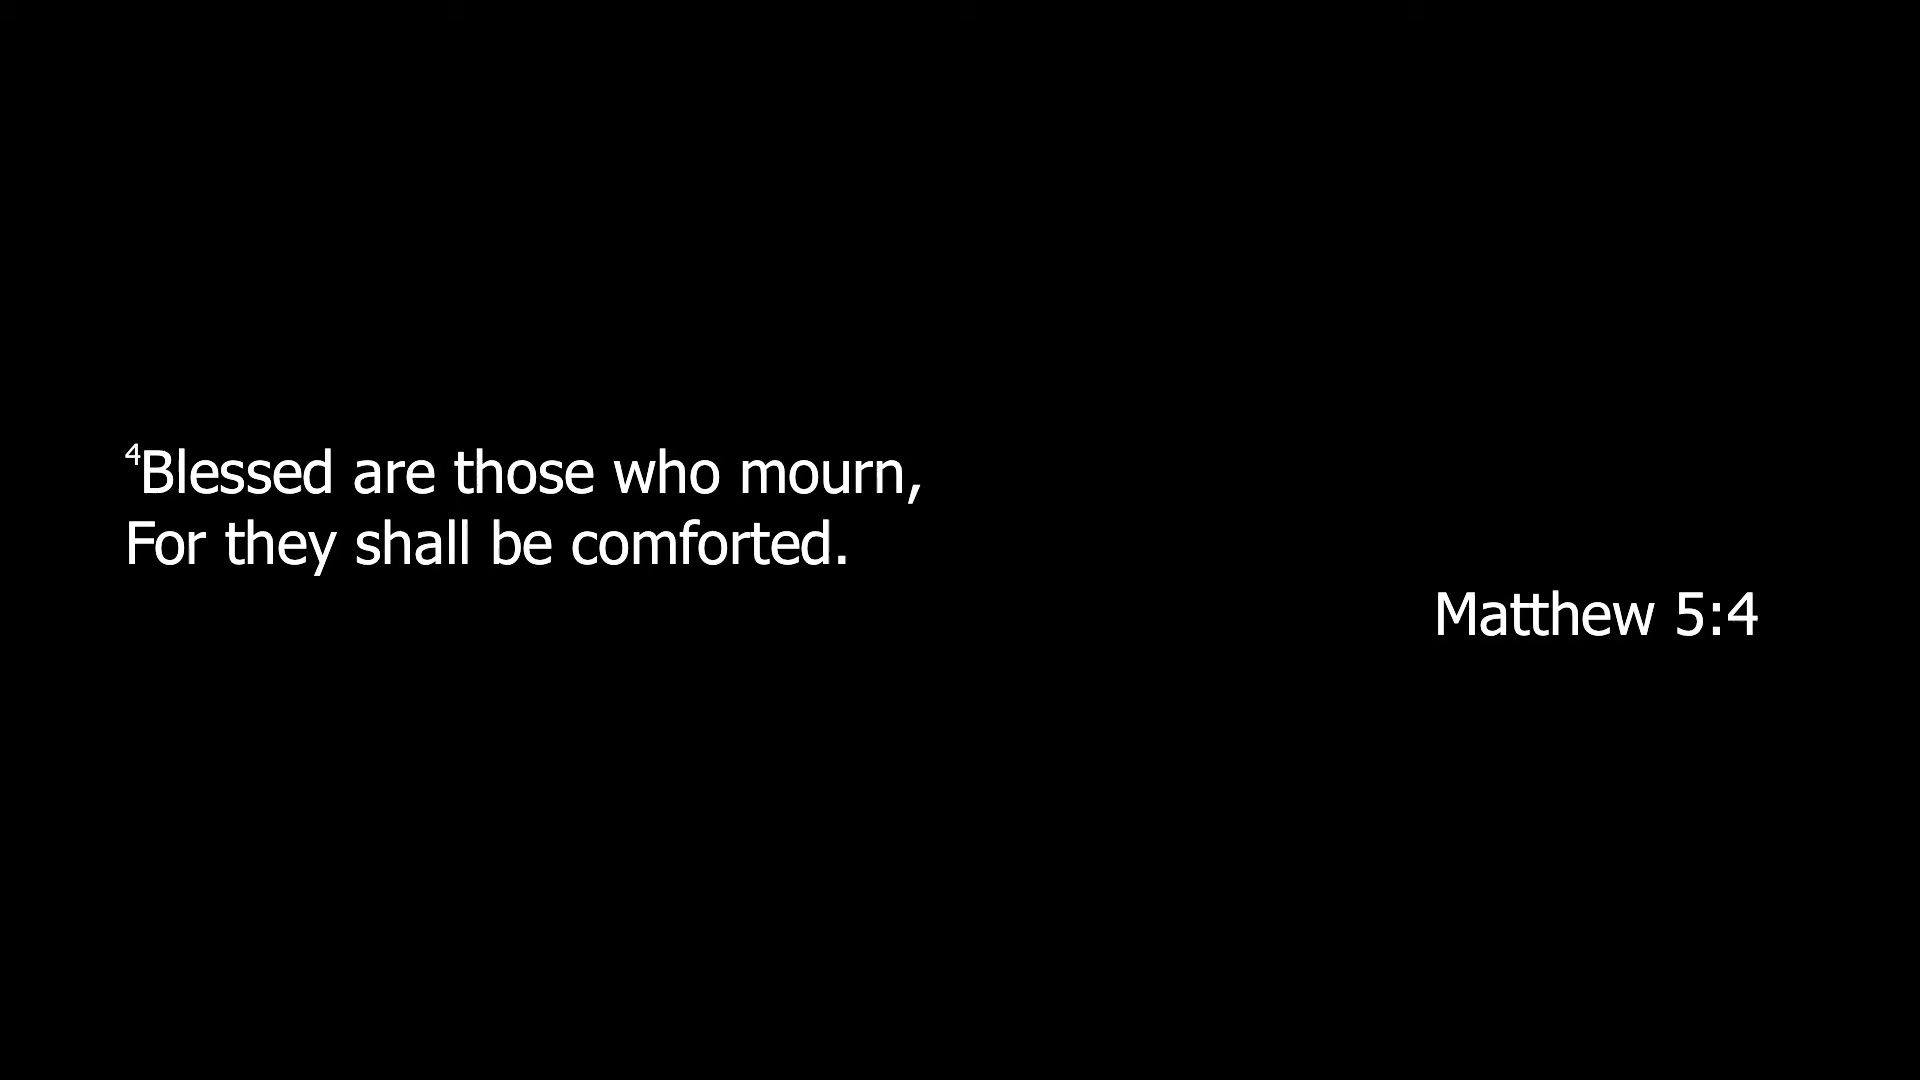 ⁴Blessed are those who mourn,
For they shall be comforted.
Matthew 5:4